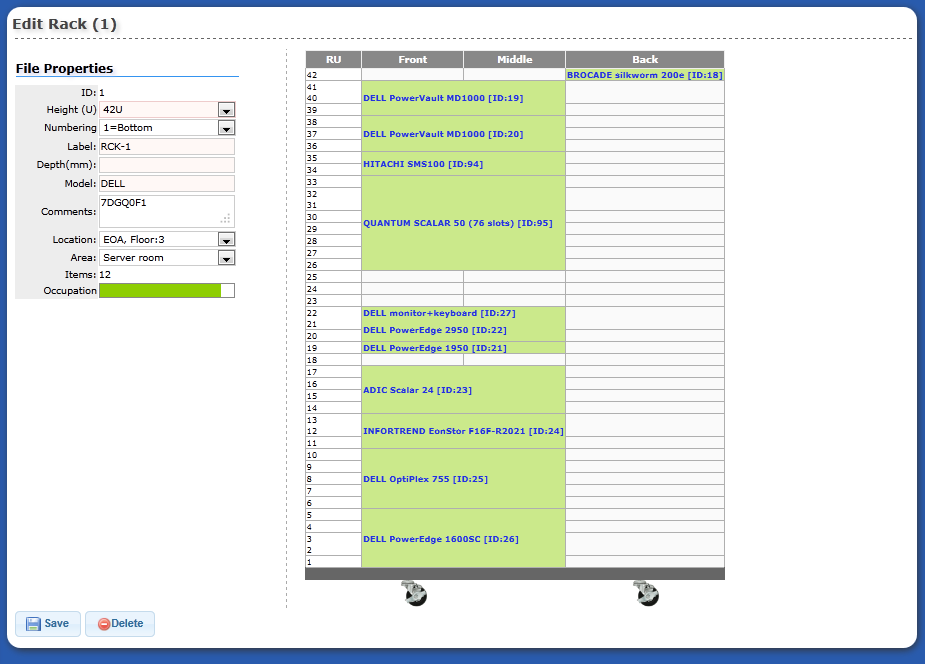 Edit Rack (1)
File Properties
ID: 1
Height (U) 42U
Numbering 1=Bottom
Label: RCK-1
Depth(mm):
Model: DELL
Comments: 7DGQ0F1
Location: EOA, Floor:3
Area: Server room
Items: 12
Occupation
Save Delete
RU Front Middle Back
42 BROCADE silkworm 200e [ID:18]
41
40 DELL PowerVault MD1000 [ID:19]
39
38
37 DELL PowerVault MD1000 [ID:20]
36
35 HITACHI SMS100 [ID:94]
34
33
32
31
30 QUANTUM SCALAR 50 (76 slots) [ID:95]
29
28
27
26
25
24
23
22 DELL monitor+keyboard [ID:27]
21 DELL PowerEdge 2950 [ID:22]
20
19 DELL PowerEdge 1950 [ID:21]
18
17
16 ADIC Scalar 24 [ID:23]
15
14
13
12 INFORTREND EonStor F16F-R2021 [ID:24]
11
10
9
8 DELL OptiPlex 755 [ID:25]
7
6
5
4
3 DELL PowerEdge 1600SC [ID:26]
2
1